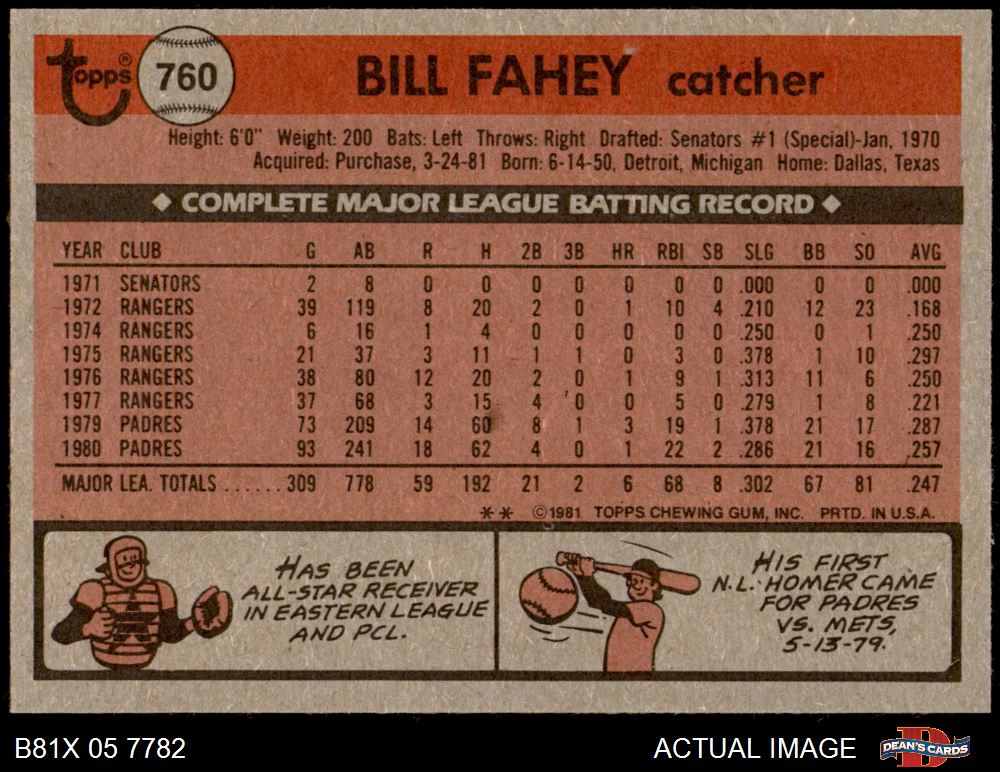 Topps® 760 BILL FAHEY catcher
Height: 6'0" Weight: 200 Bats: Left Throws: Right Drafted: Senators #1 (Special)-Jan, 1970
Acquired: Purchase, 3-24-81 Born: 6-14-50, Detroit, Michigan Home: Dallas, Texas
◆ COMPLETE MAJOR LEAGUE BATTING RECORD ◆
YEAR CLUB G AB R H 2B 3B HR RBI SB SLG BB SO AVG
1971 SENATORS 2 8 0 0 0 0 0 0 0 .000 0 0 .000
1972 RANGERS 39 119 8 20 2 0 1 10 4 .210 12 23 .168
1974 RANGERS 6 16 1 4 0 0 0 0 0 .250 0 1 .250
1975 RANGERS 21 37 3 11 1 1 0 3 0 .378 1 10 .297
1976 RANGERS 38 80 12 20 2 0 1 9 1 .313 11 6 .250
1977 RANGERS 37 68 3 15 4 0 0 5 0 .279 1 8 .221
1979 PADRES 73 209 14 60 8 1 3 19 1 .378 21 17 .287
1980 PADRES 93 241 18 62 4 0 1 22 2 .286 21 16 .257
MAJOR LEA. TOTALS ...... 309 778 59 192 21 2 6 68 8 .302 67 81 .247
** ©1981 TOPPS CHEWING GUM, INC. PRTD. IN U.S.A.
HAS BEEN
ALL-STAR RECEIVER
IN EASTERN LEAGUE
AND PCL.
HIS FIRST
N.L. HOMER CAME
FOR PADRES
VS. METS,
5-13-79.
B81X 05 7782 ACTUAL IMAGE DEAN'S CARDS